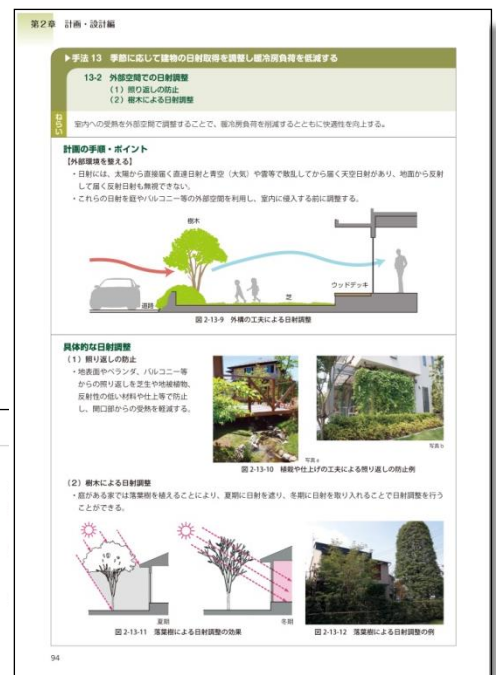 第2章 計画・設計編
▶手法 13 季節に応じて建物の日射取得を調整し暖冷房負荷を低減する
13-2 外部空間での日射調整
(1) 照り返しの防止
(2) 樹木による日射調整
ねらい
室内への受熱を外部空間で調整することで、暖冷房負荷を削減するとともに快適性を向上する。
計画の手順・ポイント
【外部環境を整える】
・日射には、太陽から直接届く直達日射と青空（大気）や雲等で散乱してから届く天空日射があり、地面から反射
して届く反射日射も無視できない。
・これらの日射を庭やバルコニー等の外部空間を利用し、室内に侵入する前に調整する。
樹木
道路
芝
ウッドデッキ
図 2-13-9 外構の工夫による日射調整
具体的な日射調整
(1) 照り返しの防止
・地表面やベランダ、バルコニー等
からの照り返しを芝生や地被植物、
反射性の低い材料や仕上等で防止
し、開口部からの受熱を軽減する。
写真 a
写真 b
図 2-13-10 植栽や仕上げの工夫による照り返しの防止例
(2) 樹木による日射調整
・庭がある家では落葉樹を植えることにより、夏期に日射を遮り、冬期に日射を取り入れることで日射調整を行う
ことができる。
夏期
冬期
図 2-13-11 落葉樹による日射調整の効果
図 2-13-12 落葉樹による日射調整の例
94